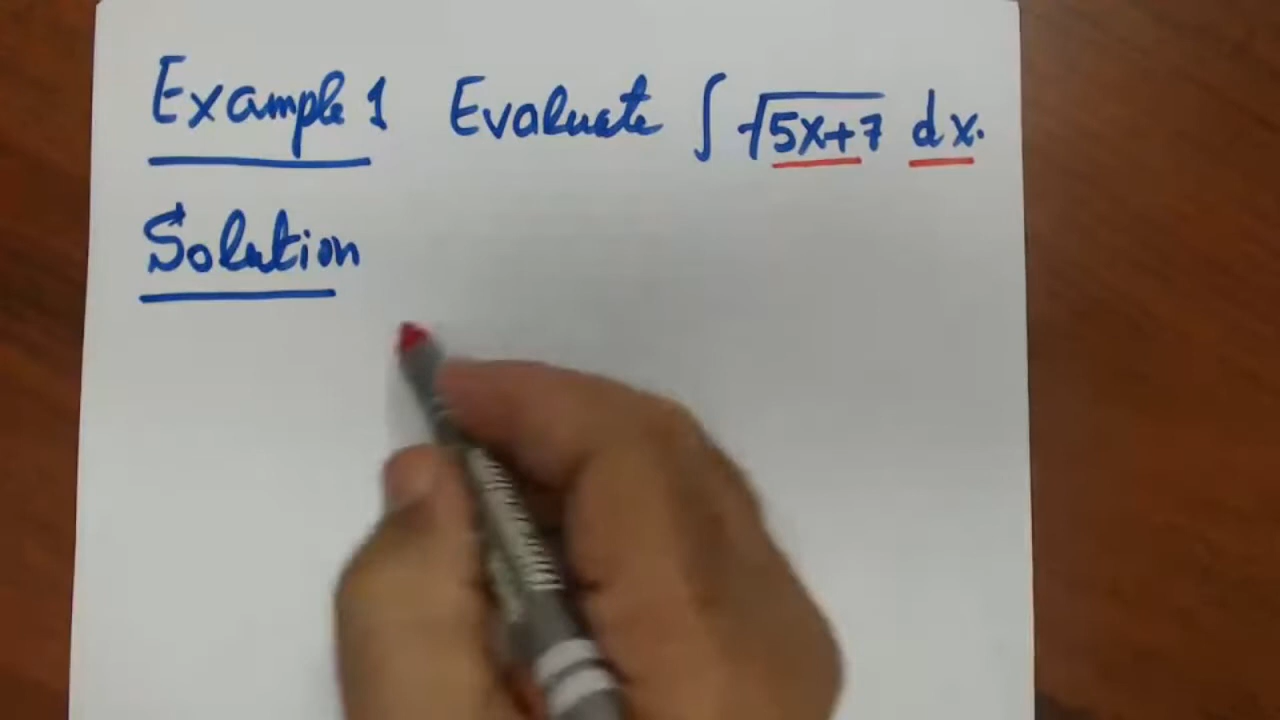 Example 1 Evaluate ∫ √5x+7 dx.
Solution